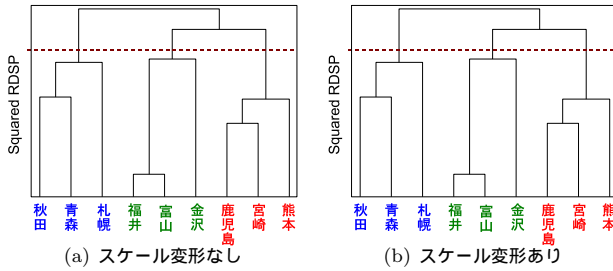 Squared RDSP
秋田
青森
札幌
福井
富山
金沢
鹿児島
宮崎
熊本
(a) スケール変形なし
Squared RDSP
秋田
青森
札幌
福井
富山
金沢
鹿児島
宮崎
熊本
(b) スケール変形あり